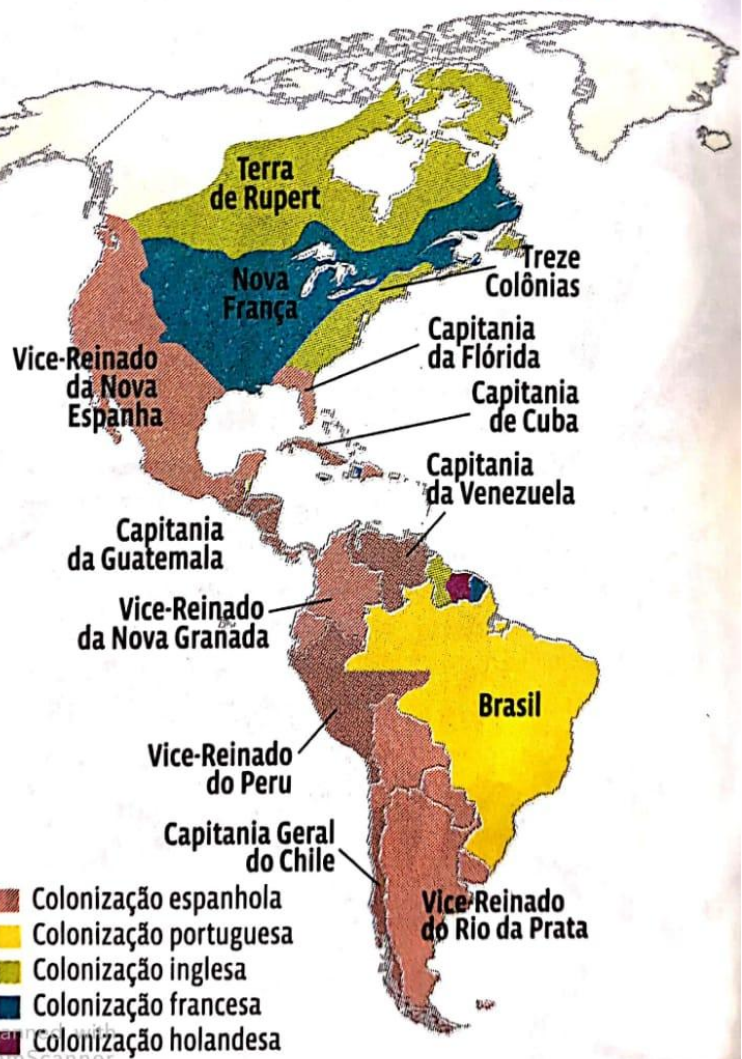 Terra
de Rupert
Nova
França
Treze
Colônias
Capitania
da Flórida
Vice-Reinado
da Nova
Espanha
Capitania
de Cuba
Capitania
da Venezuela
Capitania
da Guatemala
Vice-Reinado
da Nova Granada
Brasil
Vice-Reinado
do Peru
Capitania Geral
do Chile
Vice-Reinado
do Rio da Prata
Colonização espanhola
Colonização portuguesa
Colonização inglesa
Colonização francesa
Colonização holandesa